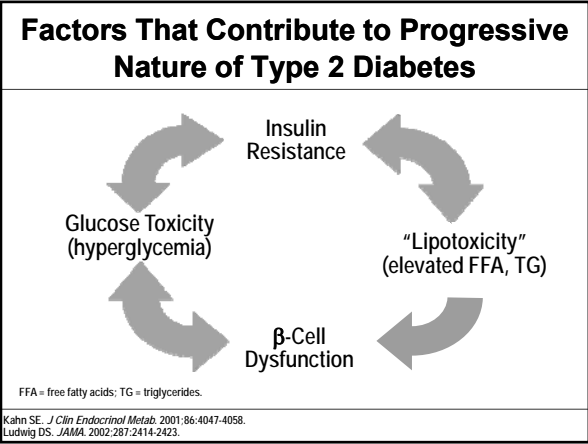 Factors That Contribute to Progressive
Nature of Type 2 Diabetes
Insulin
Resistance
Glucose Toxicity
(hyperglycemia)
“Lipotoxicity”
(elevated FFA, TG)
β-Cell
Dysfunction
FFA = free fatty acids; TG = triglycerides.
Kahn SE. J Clin Endocrinol Metab. 2001;86:4047-4058.
Ludwig DS. JAMA. 2002;287:2414-2423.